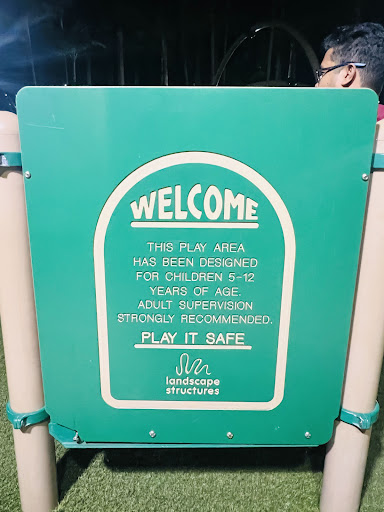 WELCOME
THIS PLAY AREA
HAS BEEN DESIGNED
FOR CHILDREN 5-12
YEARS OF AGE.
ADULT SUPERVISION
STRONGLY RECOMMENDED.
PLAY IT SAFE
landscape
structures